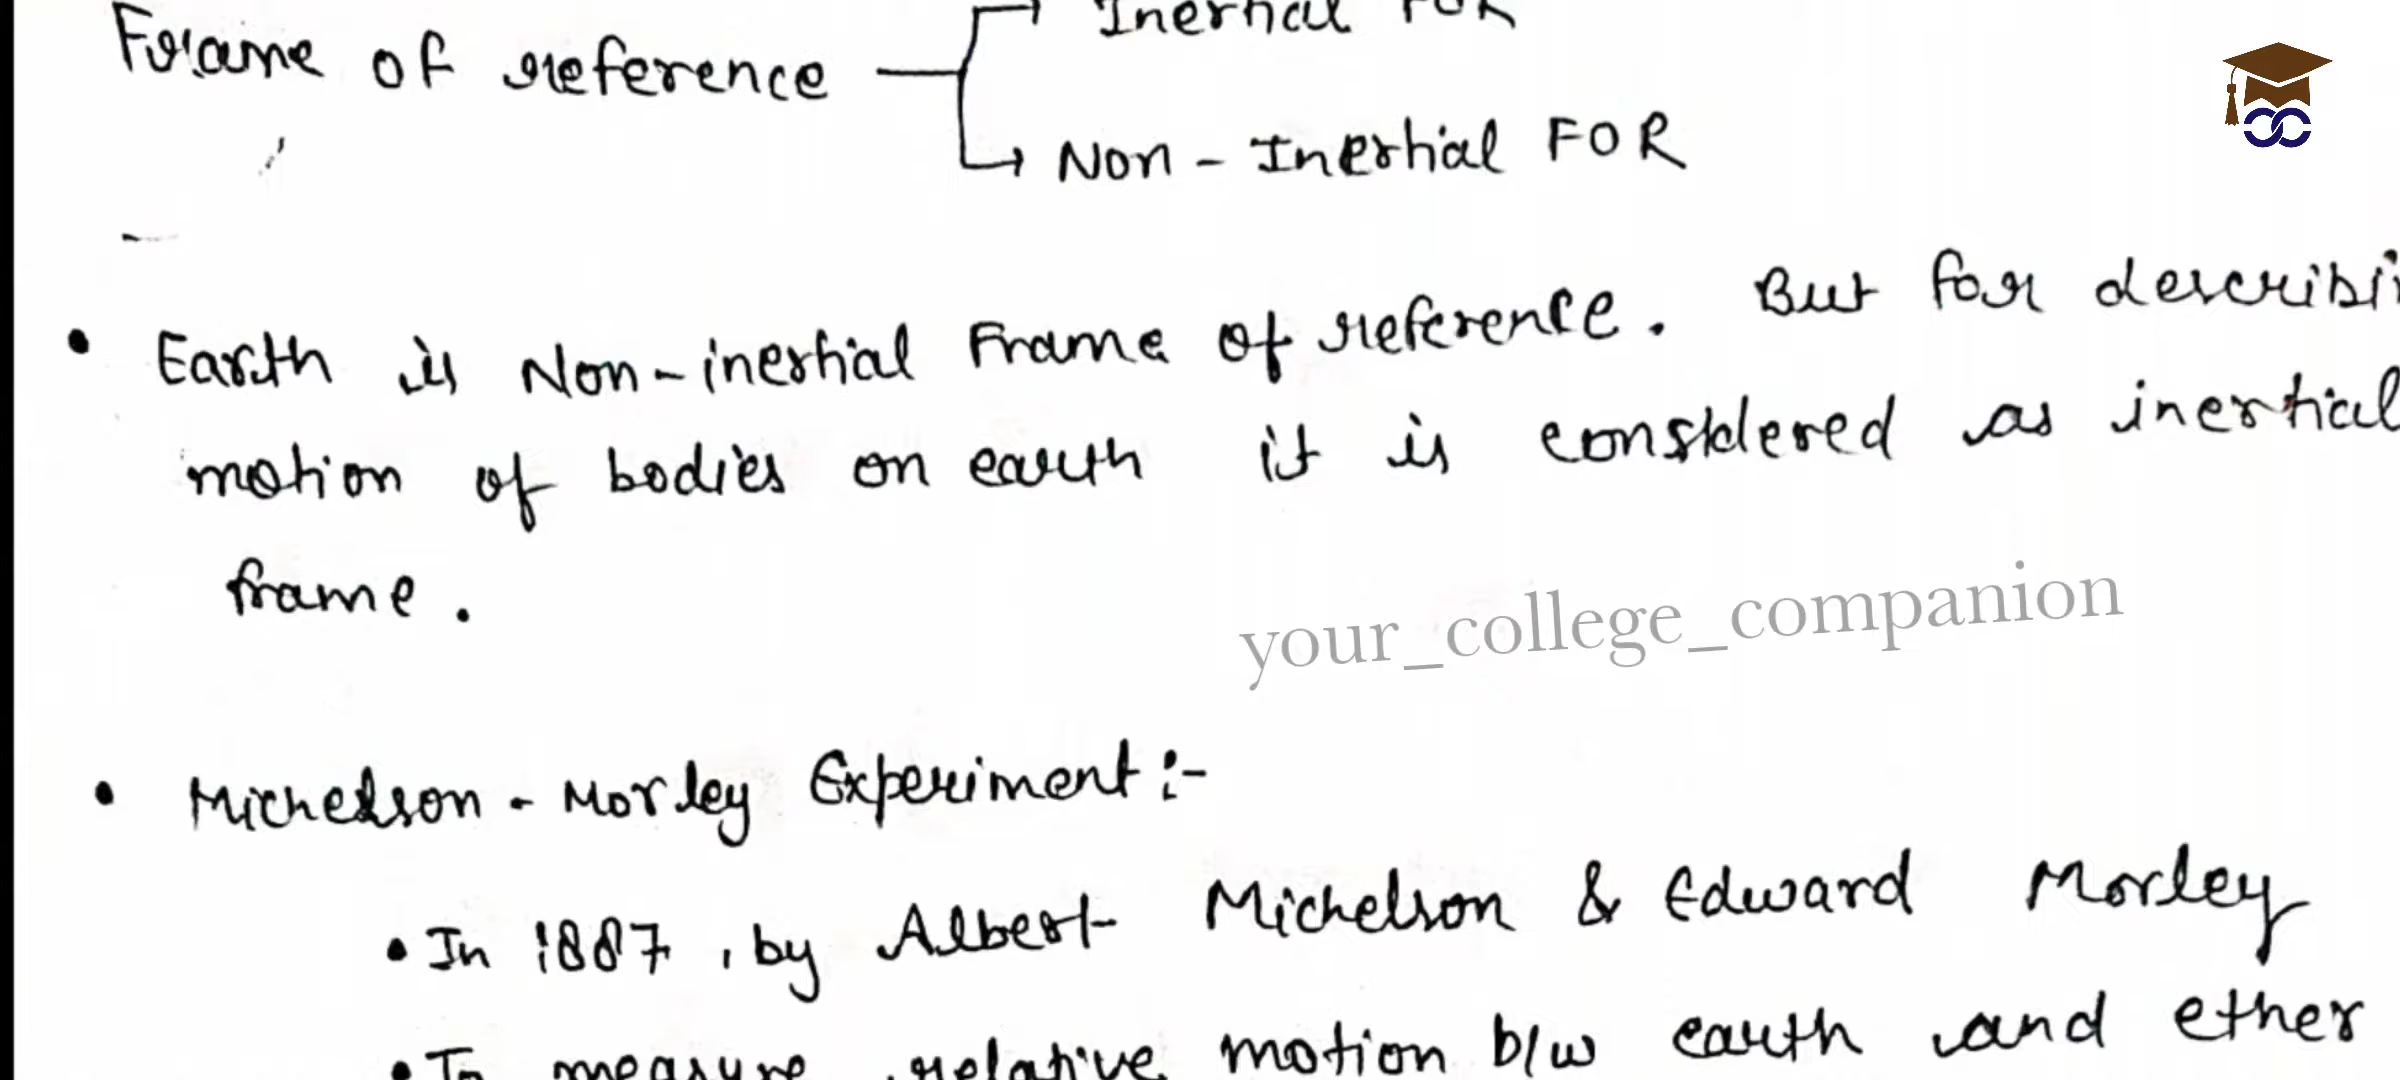 Inertial FOR
Frame of reference
Non - Inertial FOR
• Earth is Non-inertial Frame of reference. But for describi
motion of bodies on earth it is considered as inertial
frame.
your_college_companion
• Michelson - Morley Experiment :-
• In 1887, by Albert Michelson & Edward Morley
• To measure relative motion b/w earth and ether